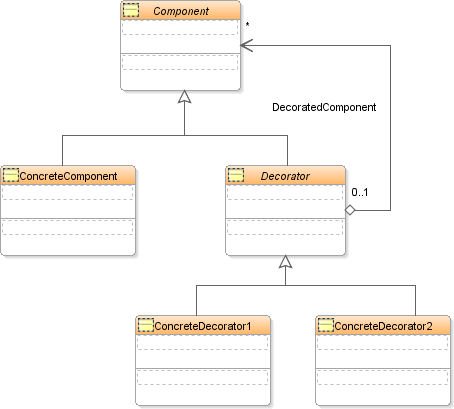 Component
*
DecoratedComponent
ConcreteComponent
Decorator
0..1
ConcreteDecorator1
ConcreteDecorator2